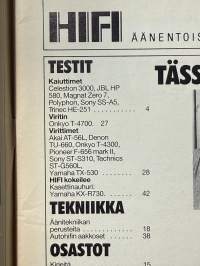 HIFI ÄÄNENTOIS
TESTIT
TÄSS
Kaiuttimet
Celestion 3000, JBL HP
580, Magnat Zero 7,
Polyphon, Sony SS-A5,
Trinec HE-251 4
Viritin
Onkyo T-4700. 27
Virittimet
Akai AT-56L, Denon
TU-660, Onkyo T-4300,
Pioneer F-656 mark II,
Sony ST-S310, Technics
ST-G560L,
Yamaha TX-530 28
HIFI kokeilee
Kasettinauhuri:
Yamaha KX-R730. 42
TEKNIIKKA
Äänitekniikan
perusteita 18
Autohifin aakkoset 38
OSASTOT
Kirjeitä 15